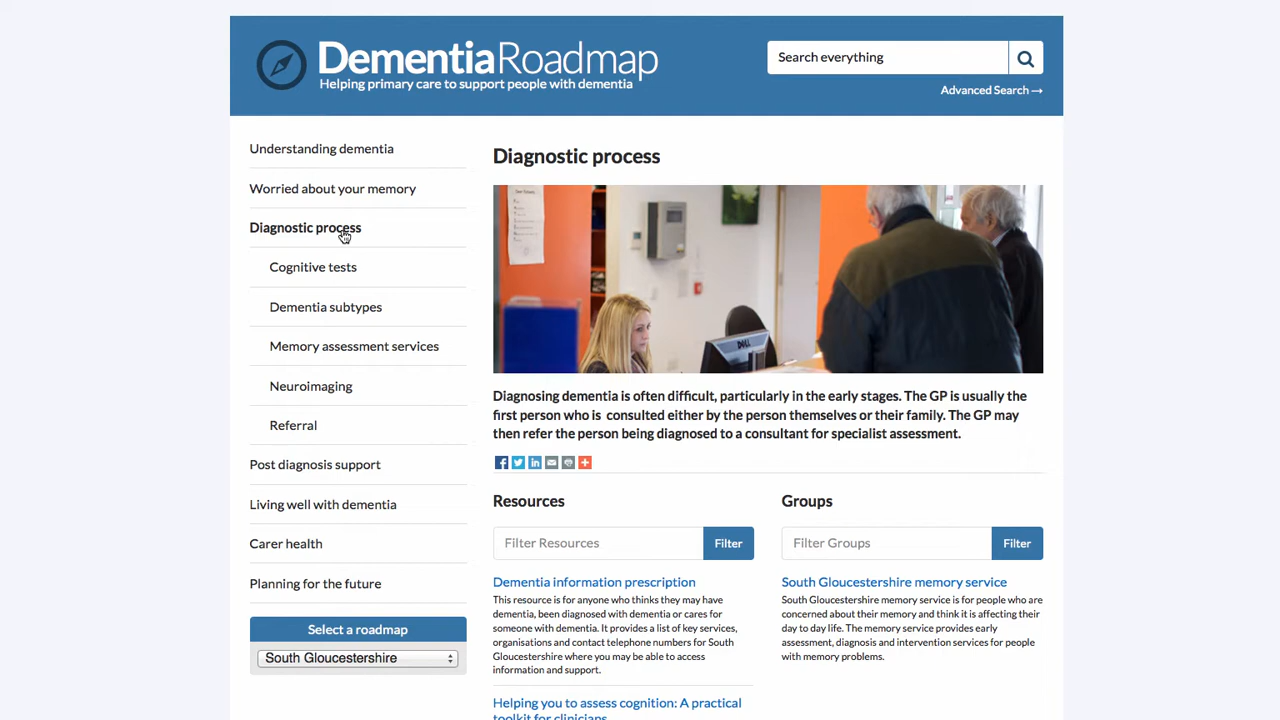 DementiaRoadmap
Helping primary care to support people with dementia
Search everything
Advanced Search →
Understanding dementia
Worried about your memory
Diagnostic process
Cognitive tests
Dementia subtypes
Memory assessment services
Neuroimaging
Referral
Post diagnosis support
Living well with dementia
Carer health
Planning for the future
Select a roadmap
South Gloucestershire
Diagnostic process
DELL
Diagnosing dementia is often difficult, particularly in the early stages. The GP is usually the
first person who is consulted either by the person themselves or their family. The GP may
then refer the person being diagnosed to a consultant for specialist assessment.
Resources
Filter Resources
Filter
Dementia information prescription
This resource is for anyone who thinks they may have
dementia, been diagnosed with dementia or cares for
someone with dementia. It provides a list of key services,
organisations and contact telephone numbers for South
Gloucestershire where you may be able to access
information and support.
Helping you to assess cognition: A practical
toolkit for clinicians
Groups
Filter Groups
Filter
South Gloucestershire memory service
South Gloucestershire memory service is for people who are
concerned about their memory and think it is affecting their
day to day life. The memory service provides early
assessment, diagnosis and intervention services for people
with memory problems.